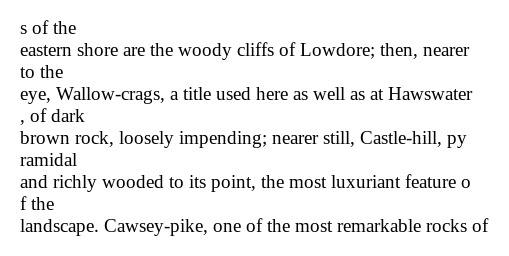 s of the
eastern shore are the woody cliffs of Lowdore; then, nearer
to the
eye, Wallow-crags, a title used here as well as at Hawswater
, of dark
brown rock, loosely impending; nearer still, Castle-hill, py
ramidal
and richly wooded to its point, the most luxuriant feature o
f the
landscape. Cawsey-pike, one of the most remarkable rocks of